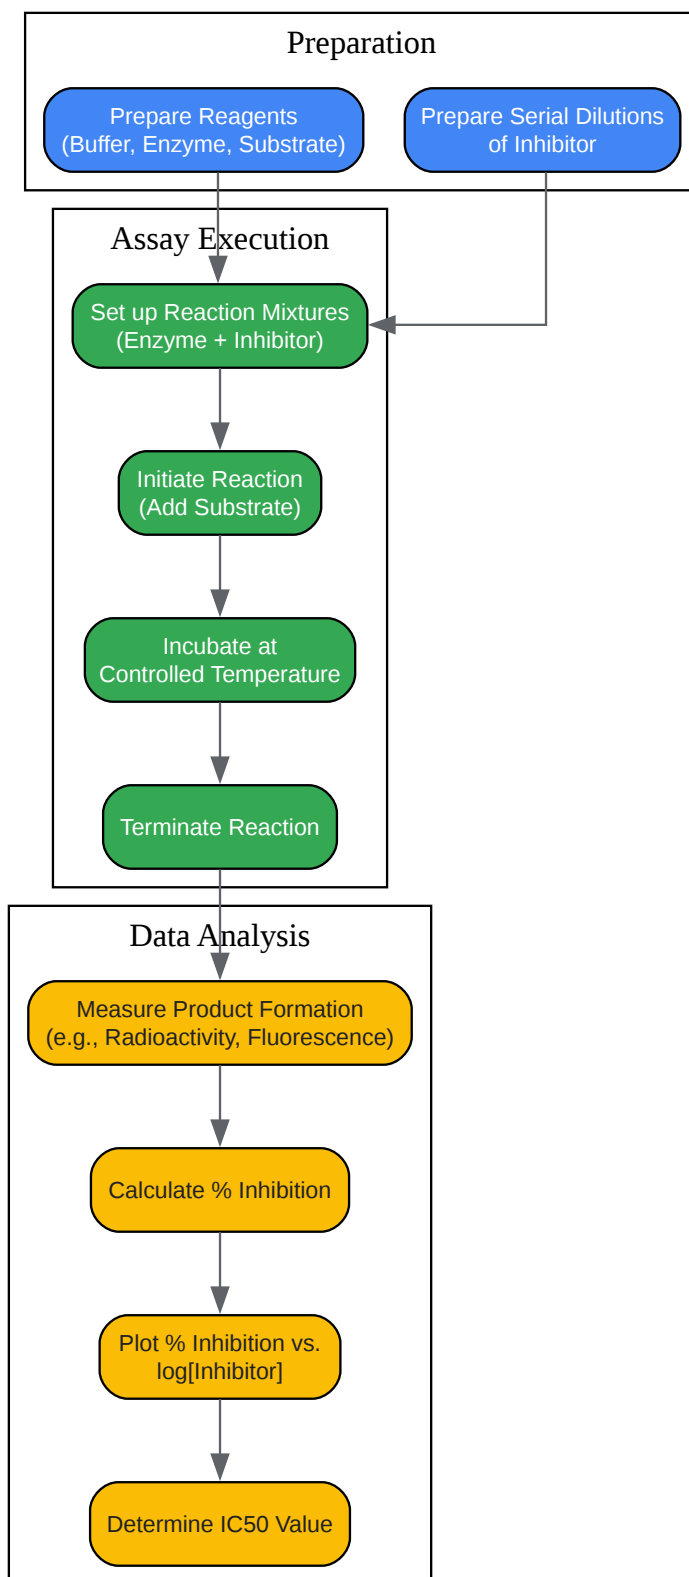 Preparation
Prepare Reagents
(Buffer, Enzyme, Substrate)
Prepare Serial Dilutions
of Inhibitor
Assay Execution
Set up Reaction Mixtures
(Enzyme + Inhibitor)
Initiate Reaction
(Add Substrate)
Incubate at
Controlled Temperature
Terminate Reaction
Data Analysis
Measure Product Formation
(e.g., Radioactivity, Fluorescence)
Calculate % Inhibition
Plot % Inhibition vs.
log[Inhibitor]
Determine IC50 Value